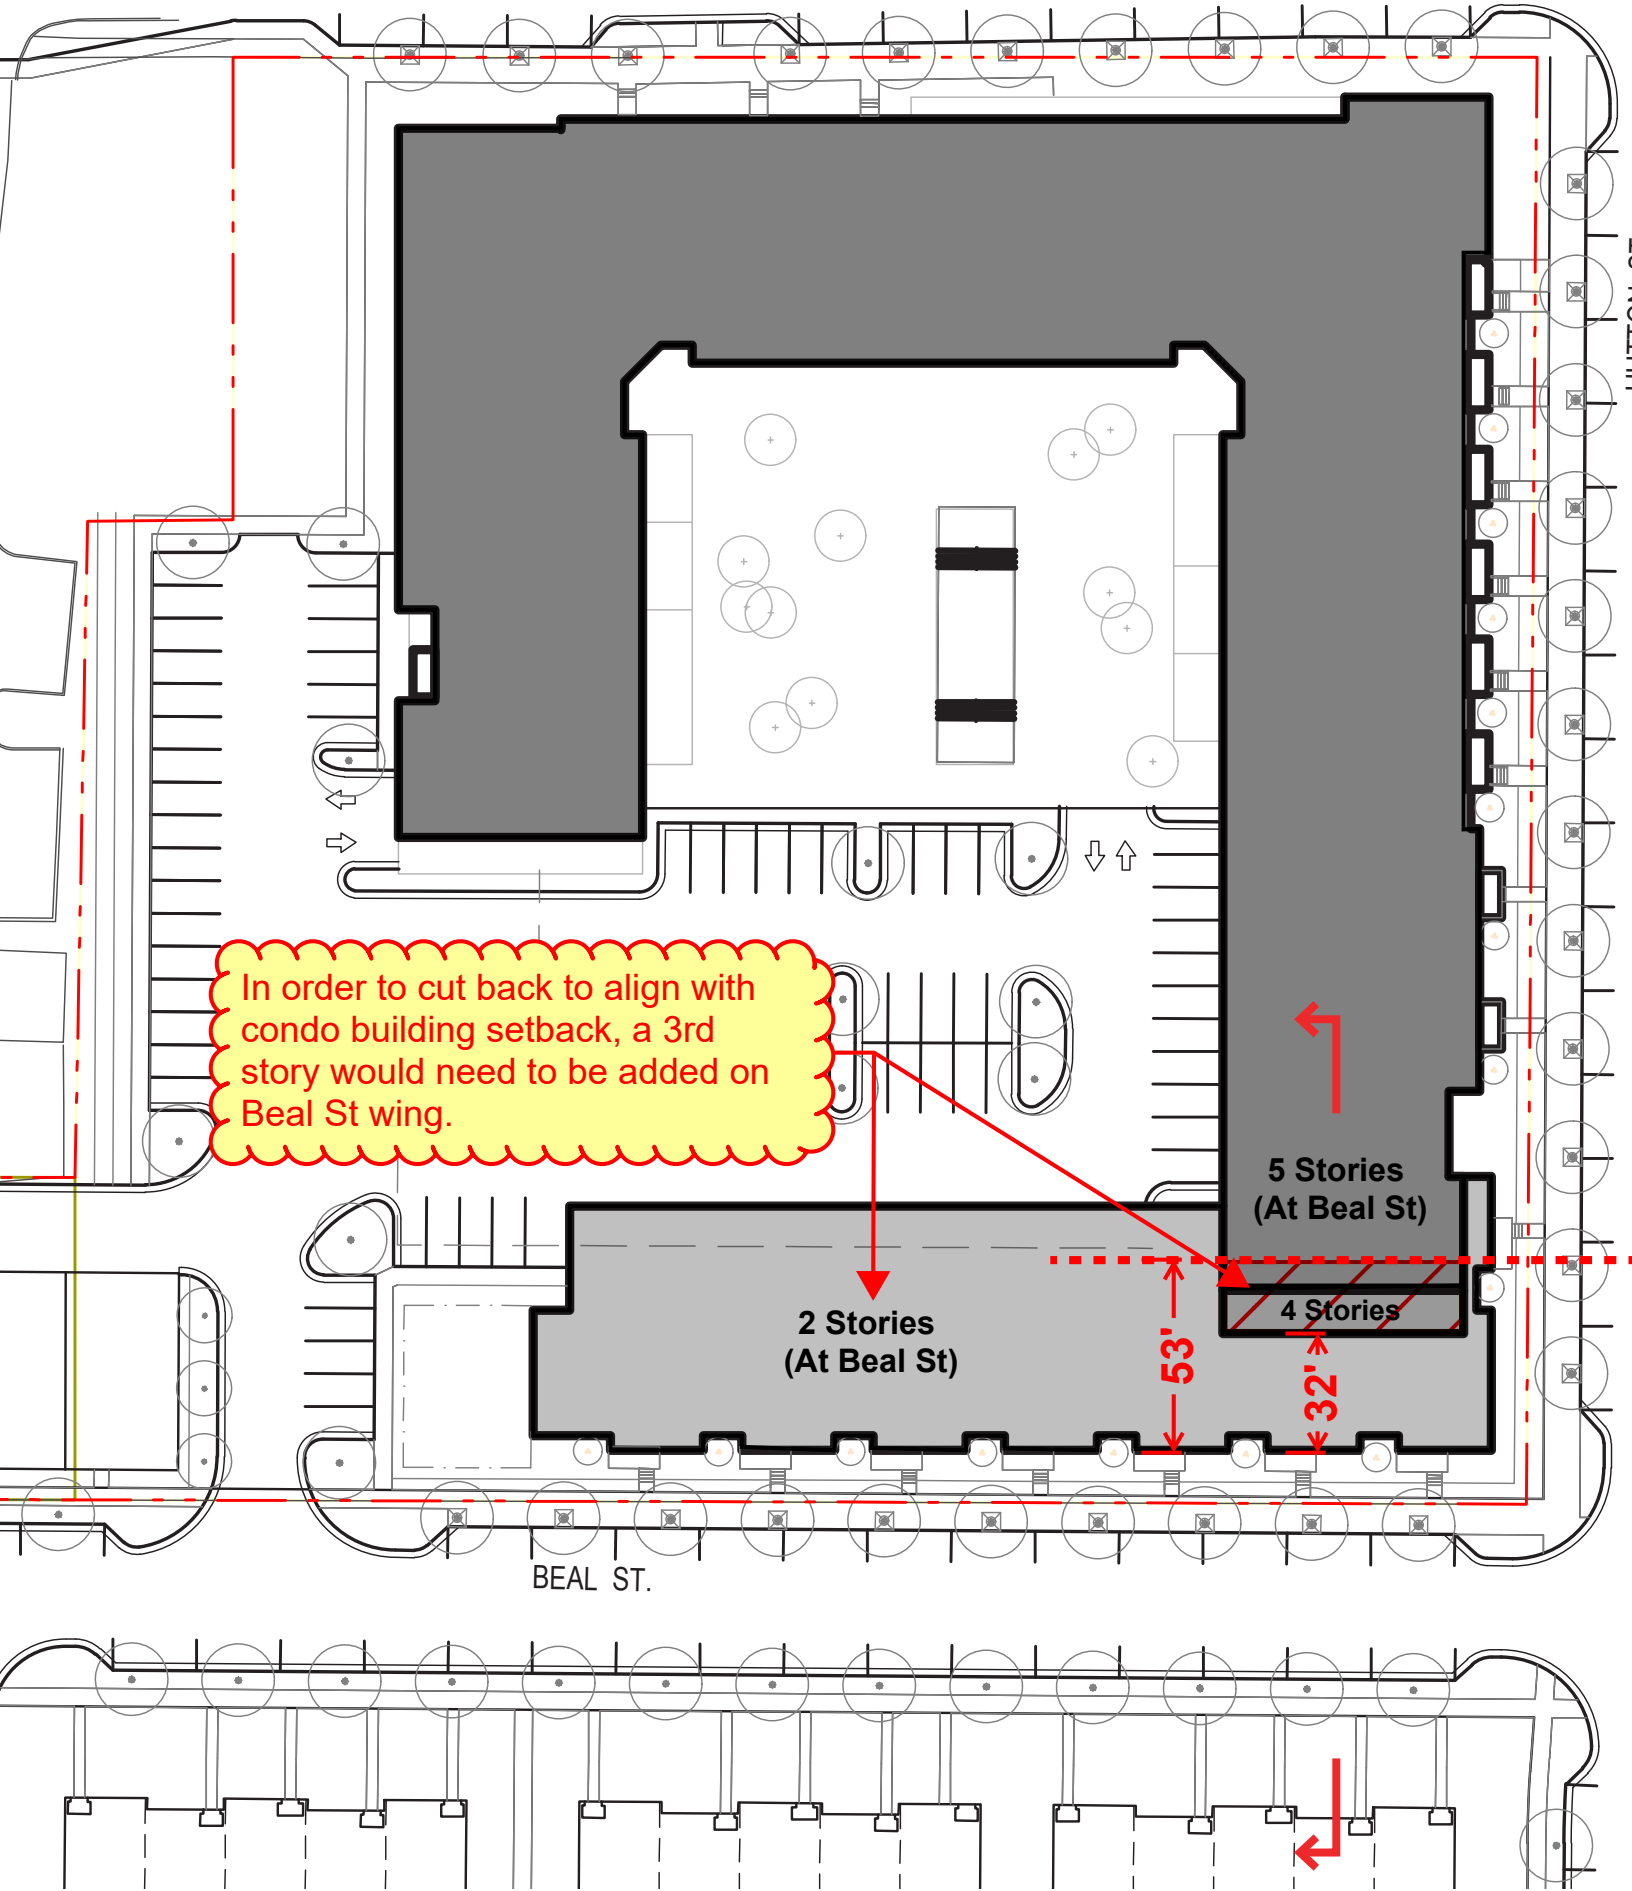 In order to cut back to align with
condo building setback, a 3rd
story would need to be added on
Beal St wing.
5 Stories
(At Beal St)
4 Stories
2 Stories
(At Beal St)
53'
32'
BEAL ST.